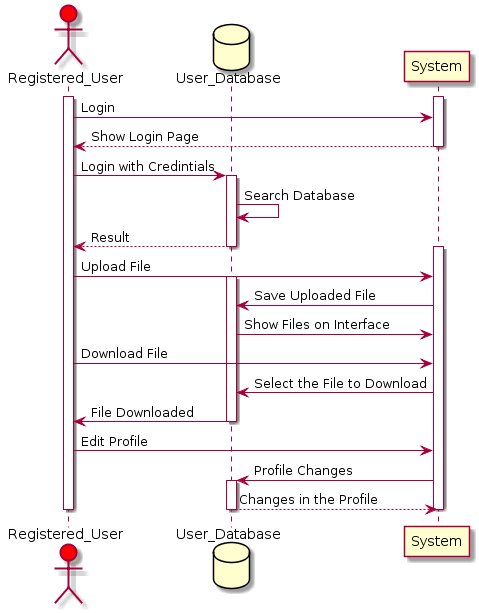 Registered_User
User_Database
System
Login
Show Login Page
Login with Credintials
Search Database
Result
Upload File
Save Uploaded File
Show Files on Interface
Download File
Select the File to Download
File Downloaded
Edit Profile
Profile Changes
Changes in the Profile
Registered_User
User_Database
System